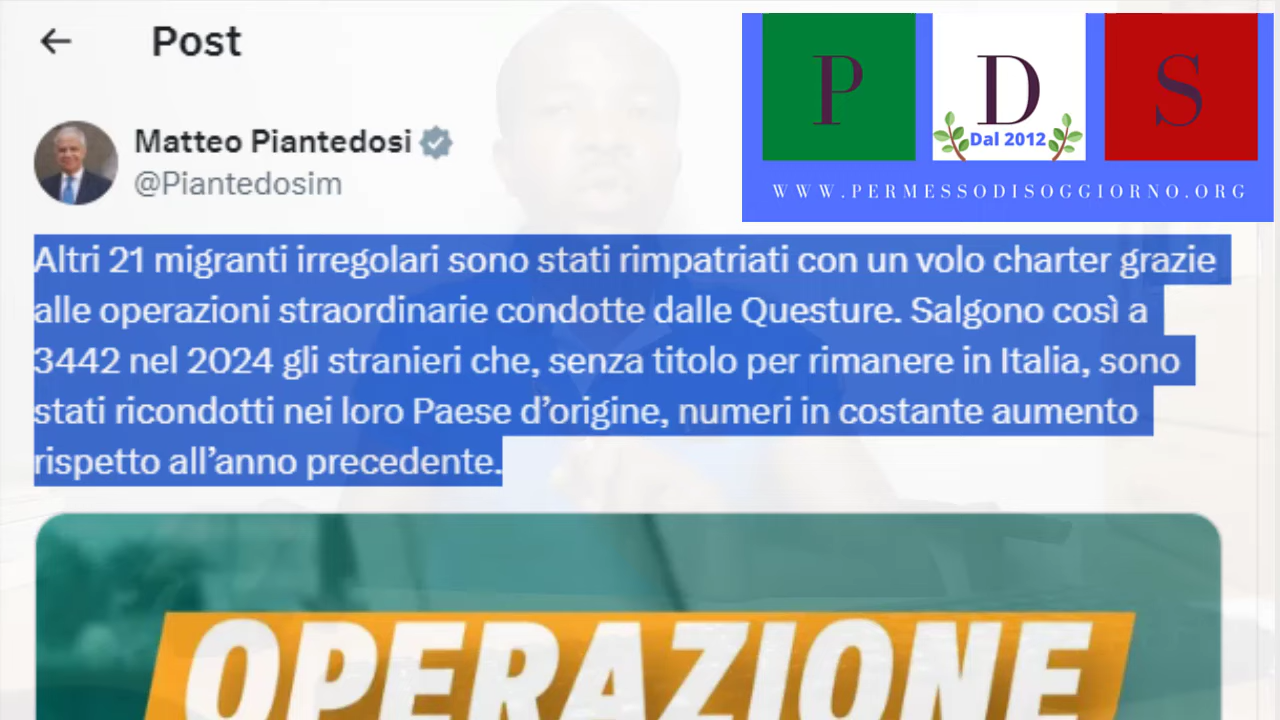 Post
P D S
Dal 2012
WWW.PERMESSODISOGGIORNO.ORG
Matteo Piantedosi
@Piantedosim
Altri 21 migranti irregolari sono stati rimpatriati con un volo charter grazie
alle operazioni straordinarie condotte dalle Questure. Salgono così a
3442 nel 2024 gli stranieri che, senza titolo per rimanere in Italia, sono
stati ricondotti nei loro Paese d’origine, numeri in costante aumento
rispetto all’anno precedente.
OPERAZIONE